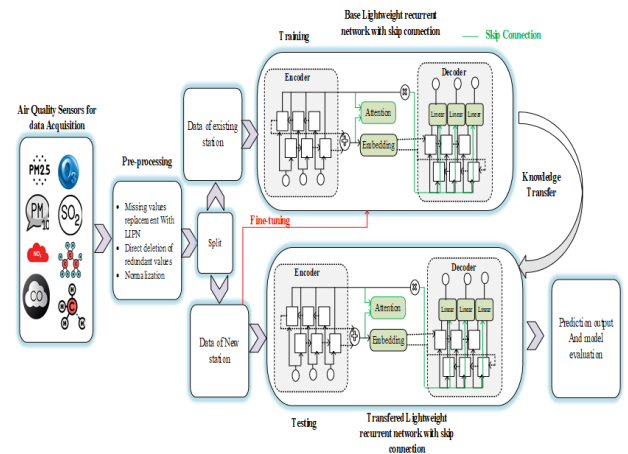 Training
Base Lightweight recurrent
network with skip connection
Skip Connection
Encoder
Decoder
Attention
Embedding
Linear
Linear
Linear
Air Quality Sensors for
data Acquisition
PM2.5
O3
PM
10
SO2
NO2
CO
C
Pre-processing
• Missing values
replacement With
LIPN
• Direct deletion of
redundant values
• Normalization
Data of existing
station
Split
Fine-tuning
Data of New
station
Knowledge
Transfer
Encoder
Decoder
Attention
Embedding
Linear
Linear
Linear
Testing
Transfered Lightweight
recurrent network with skip
connection
Prediction output
And model
evaluation